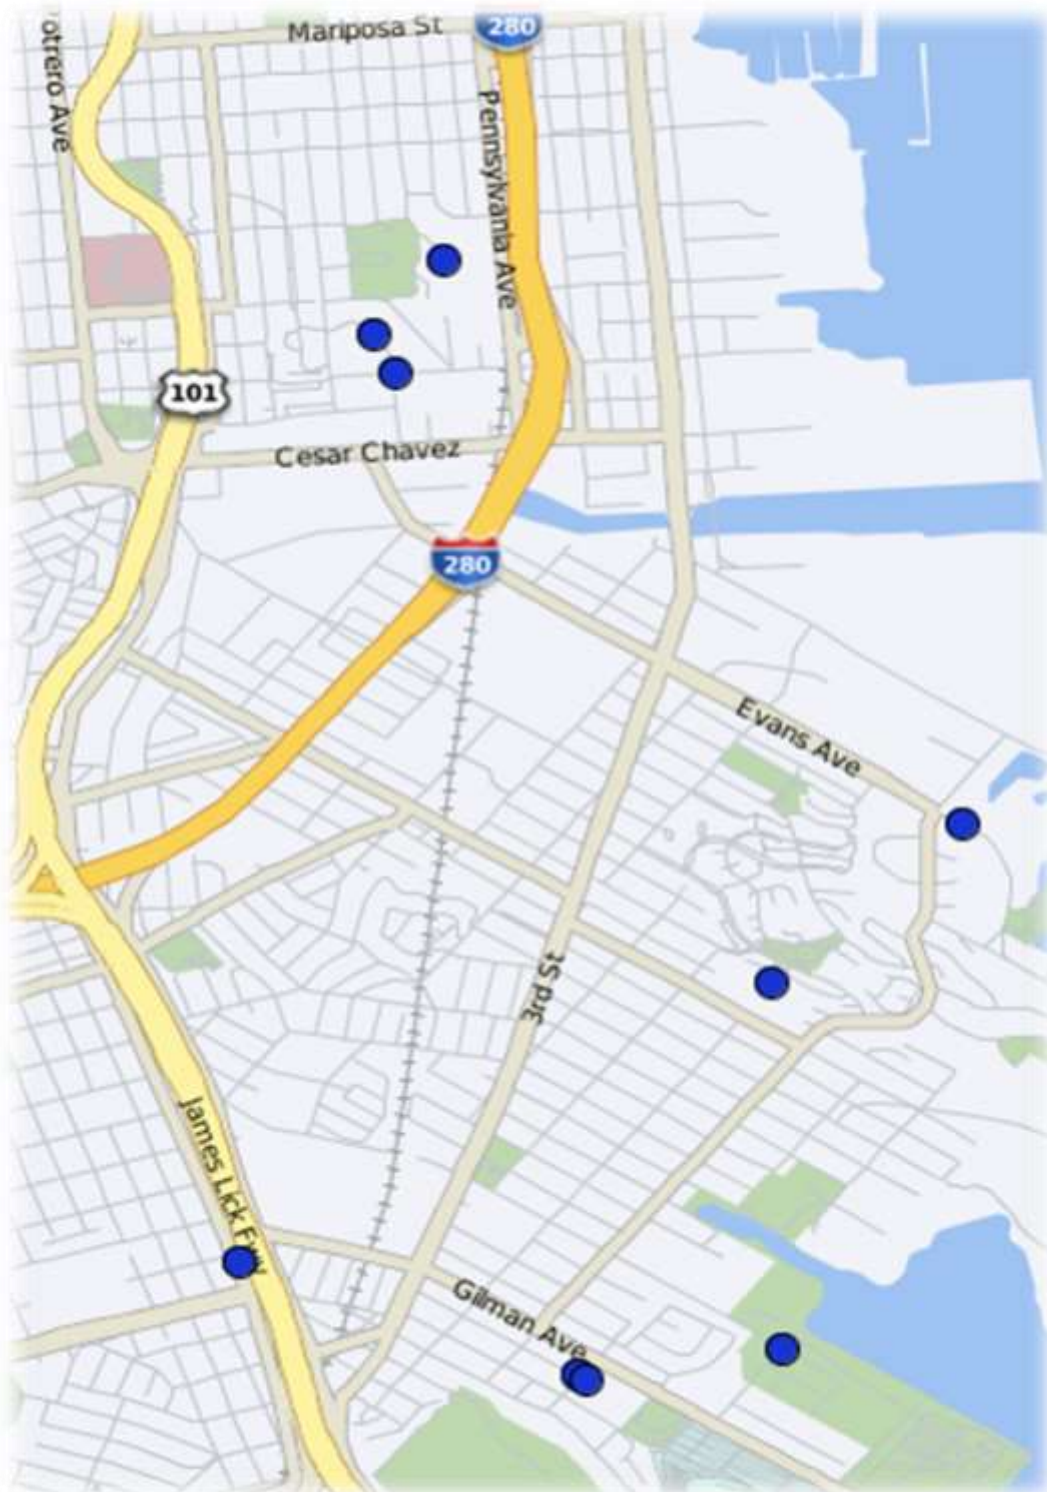 Mariposa St
280
otrero Ave
Pennsylvania Ave
101
Cesar Chavez
280
Evans Ave
3rd St
James Lick Fwy
Gilman Ave